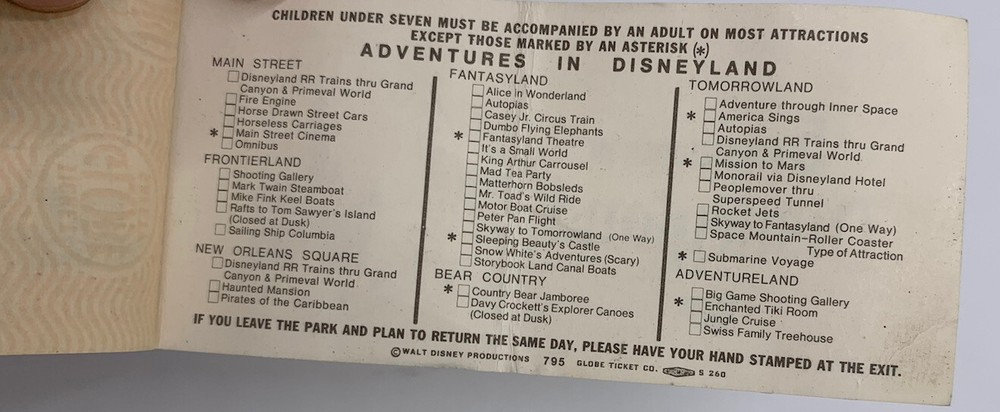 CHILDREN UNDER SEVEN MUST BE ACCOMPANIED BY AN ADULT ON MOST ATTRACTIONS
EXCEPT THOSE MARKED BY AN ASTERISK (*)
ADVENTURES IN DISNEYLAND
MAIN STREET
Disneyland RR Trains thru Grand
Canyon & Primeval World
Fire Engine
Horse Drawn Street Cars
Horseless Carriages
* Main Street Cinema
Omnibus
FRONTIERLAND
Shooting Gallery
Mark Twain Steamboat
Mike Fink Keel Boats
Rafts to Tom Sawyer's Island
(Closed at Dusk)
Sailing Ship Columbia
NEW ORLEANS SQUARE
Disneyland RR Trains thru Grand
Canyon & Primeval World
Haunted Mansion
Pirates of the Caribbean
FANTASYLAND
Alice in Wonderland
Autopias
Casey Jr. Circus Train
Dumbo Flying Elephants
* Fantasyland Theatre
It's a Small World
King Arthur Carrousel
Mad Tea Party
Matterhorn Bobsleds
Mr. Toad's Wild Ride
Motor Boat Cruise
Peter Pan Flight
Skyway to Tomorrowland (One Way)
* Sleeping Beauty's Castle
Snow White's Adventures (Scary)
Storybook Land Canal Boats
BEAR COUNTRY
* Country Bear Jamboree
Davy Crockett's Explorer Canoes
(Closed at Dusk)
TOMORROWLAND
Adventure through Inner Space
* America Sings
Autopias
Disneyland RR Trains thru Grand
Canyon & Primeval World
* Mission to Mars
Monorail via Disneyland Hotel
Peoplemover thru
Superspeed Tunnel
Rocket Jets
Skyway to Fantasyland (One Way)
Space Mountain-Roller Coaster
Type of Attraction
* Submarine Voyage
ADVENTURELAND
Big Game Shooting Gallery
* Enchanted Tiki Room
Jungle Cruise
Swiss Family Treehouse
IF YOU LEAVE THE PARK AND PLAN TO RETURN THE SAME DAY, PLEASE HAVE YOUR HAND STAMPED AT THE EXIT.
©WALT DISNEY PRODUCTIONS 795 GLOBE TICKET CO. S 260